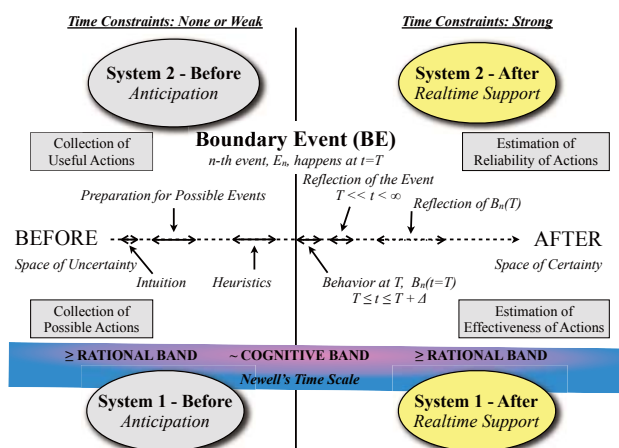 Time Constraints: None or Weak
Time Constraints: Strong
System 2 - Before
Anticipation
System 2 - After
Realtime Support
Collection of
Useful Actions
Boundary Event (BE)
n-th event, En, happens at t=T
Estimation of
Reliability of Actions
Reflection of the Event
T << t < ∞
Preparation for Possible Events
Reflection of Bn(T)
BEFORE
AFTER
Space of Uncertainty
Space of Certainty
Intuition
Heuristics
Behavior at T, Bn(t=T)
T ≤ t ≤ T + Δ
Collection of
Possible Actions
Estimation of
Effectiveness of Actions
≥ RATIONAL BAND
~ COGNITIVE BAND
≥ RATIONAL BAND
Newell's Time Scale
System 1 - Before
Anticipation
System 1 - After
Realtime Support